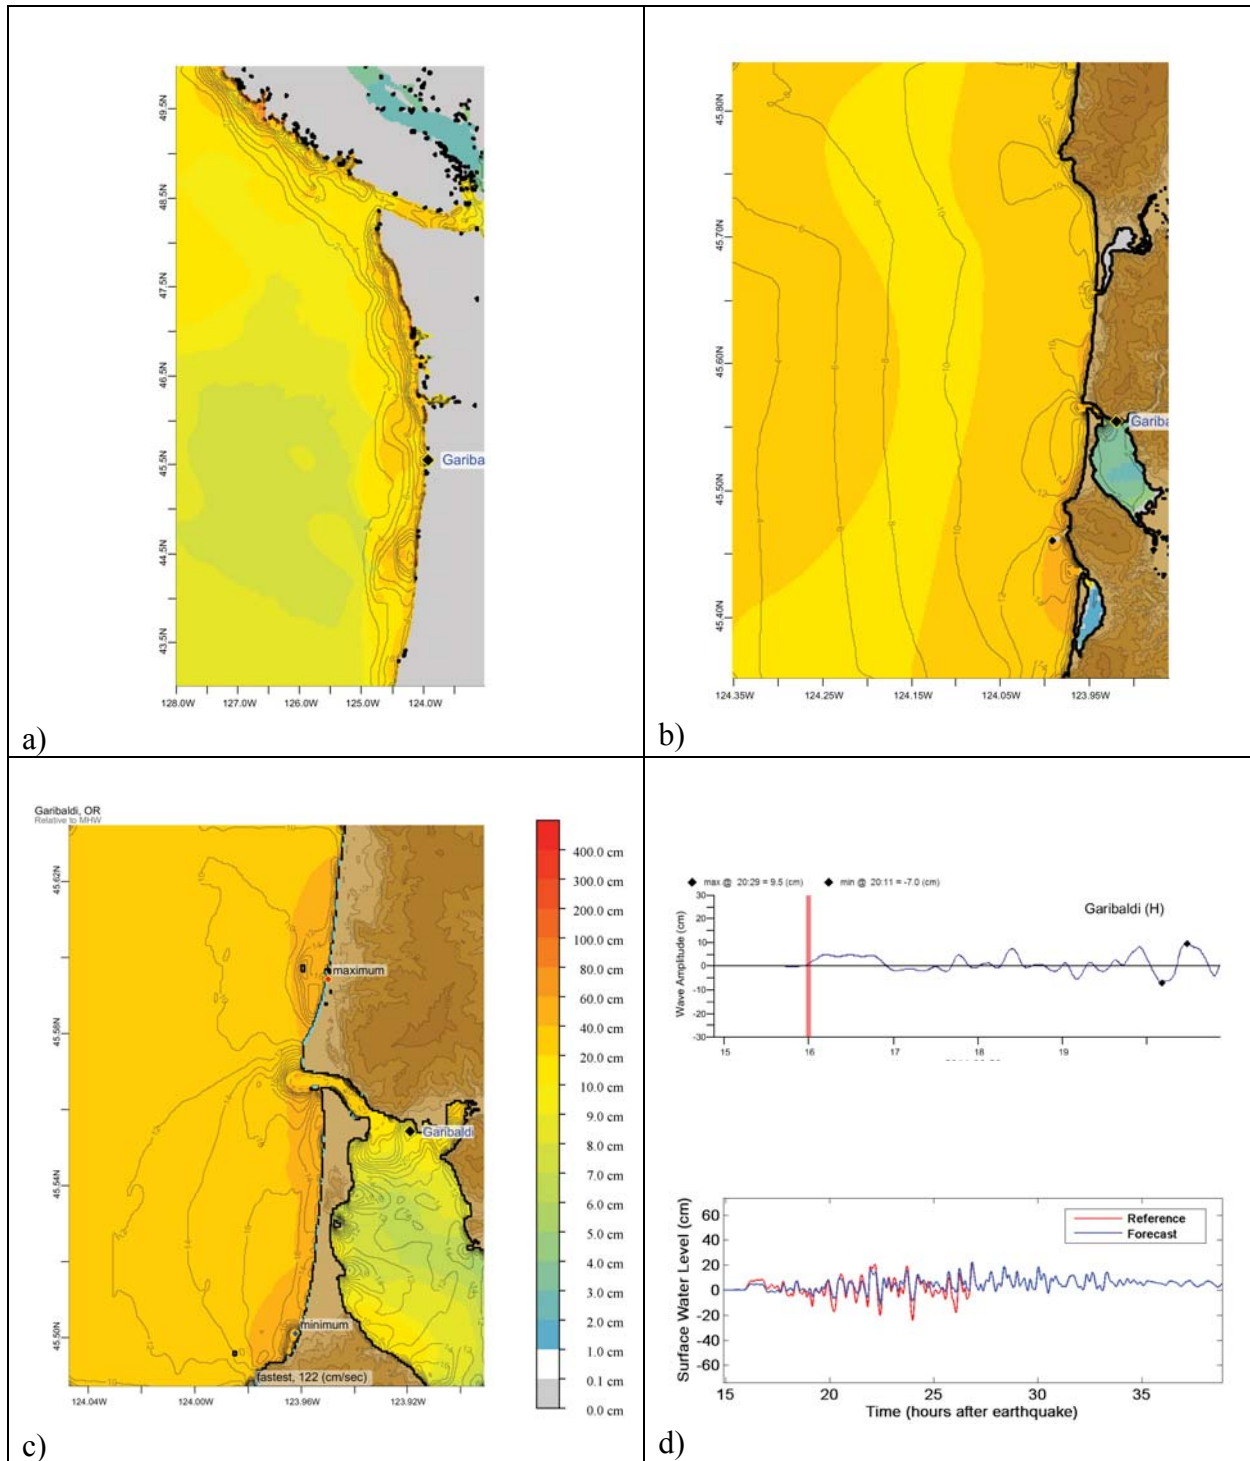 49.5N
48.5N
47.5N
46.5N
45.5N
44.5N
43.5N
Gariba
128.0W 127.0W 126.0W 125.0W 124.0W
a)
45.80N
45.70N
45.60N
45.50N
45.40N
Gariba
124.35W 124.25W 124.15W 124.05W 123.95W
b)
Garibaldi, OR
Relative to MHW
45.62N
45.58N
45.54N
45.50N
maximum
Garibaldi
minimum
fastest, 122 (cm/sec)
124.04W 124.00W 123.96W 123.92W
400.0 cm
300.0 cm
200.0 cm
100.0 cm
80.0 cm
60.0 cm
40.0 cm
20.0 cm
10.0 cm
9.0 cm
8.0 cm
7.0 cm
6.0 cm
5.0 cm
4.0 cm
3.0 cm
2.0 cm
1.0 cm
0.1 cm
0.0 cm
c)
max @ 20:29 = 9.5 (cm) min @ 20:11 = -7.0 (cm)
Garibaldi (H)
Wave Amplitude (cm)
30
20
10
0
-10
-20
-30
15 16 17 18 19
Reference
Forecast
Surface Water Level (cm)
60
40
20
0
-20
-40
-60
15 20 25 30 35
Time (hours after earthquake)
d)